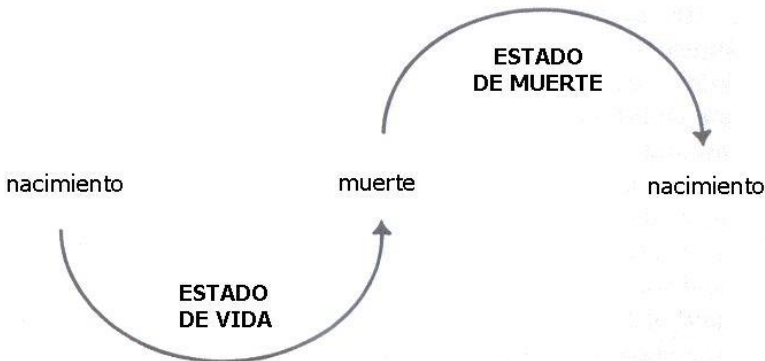 ESTADO
DE MUERTE
nacimiento
muerte
nacimiento
ESTADO
DE VIDA